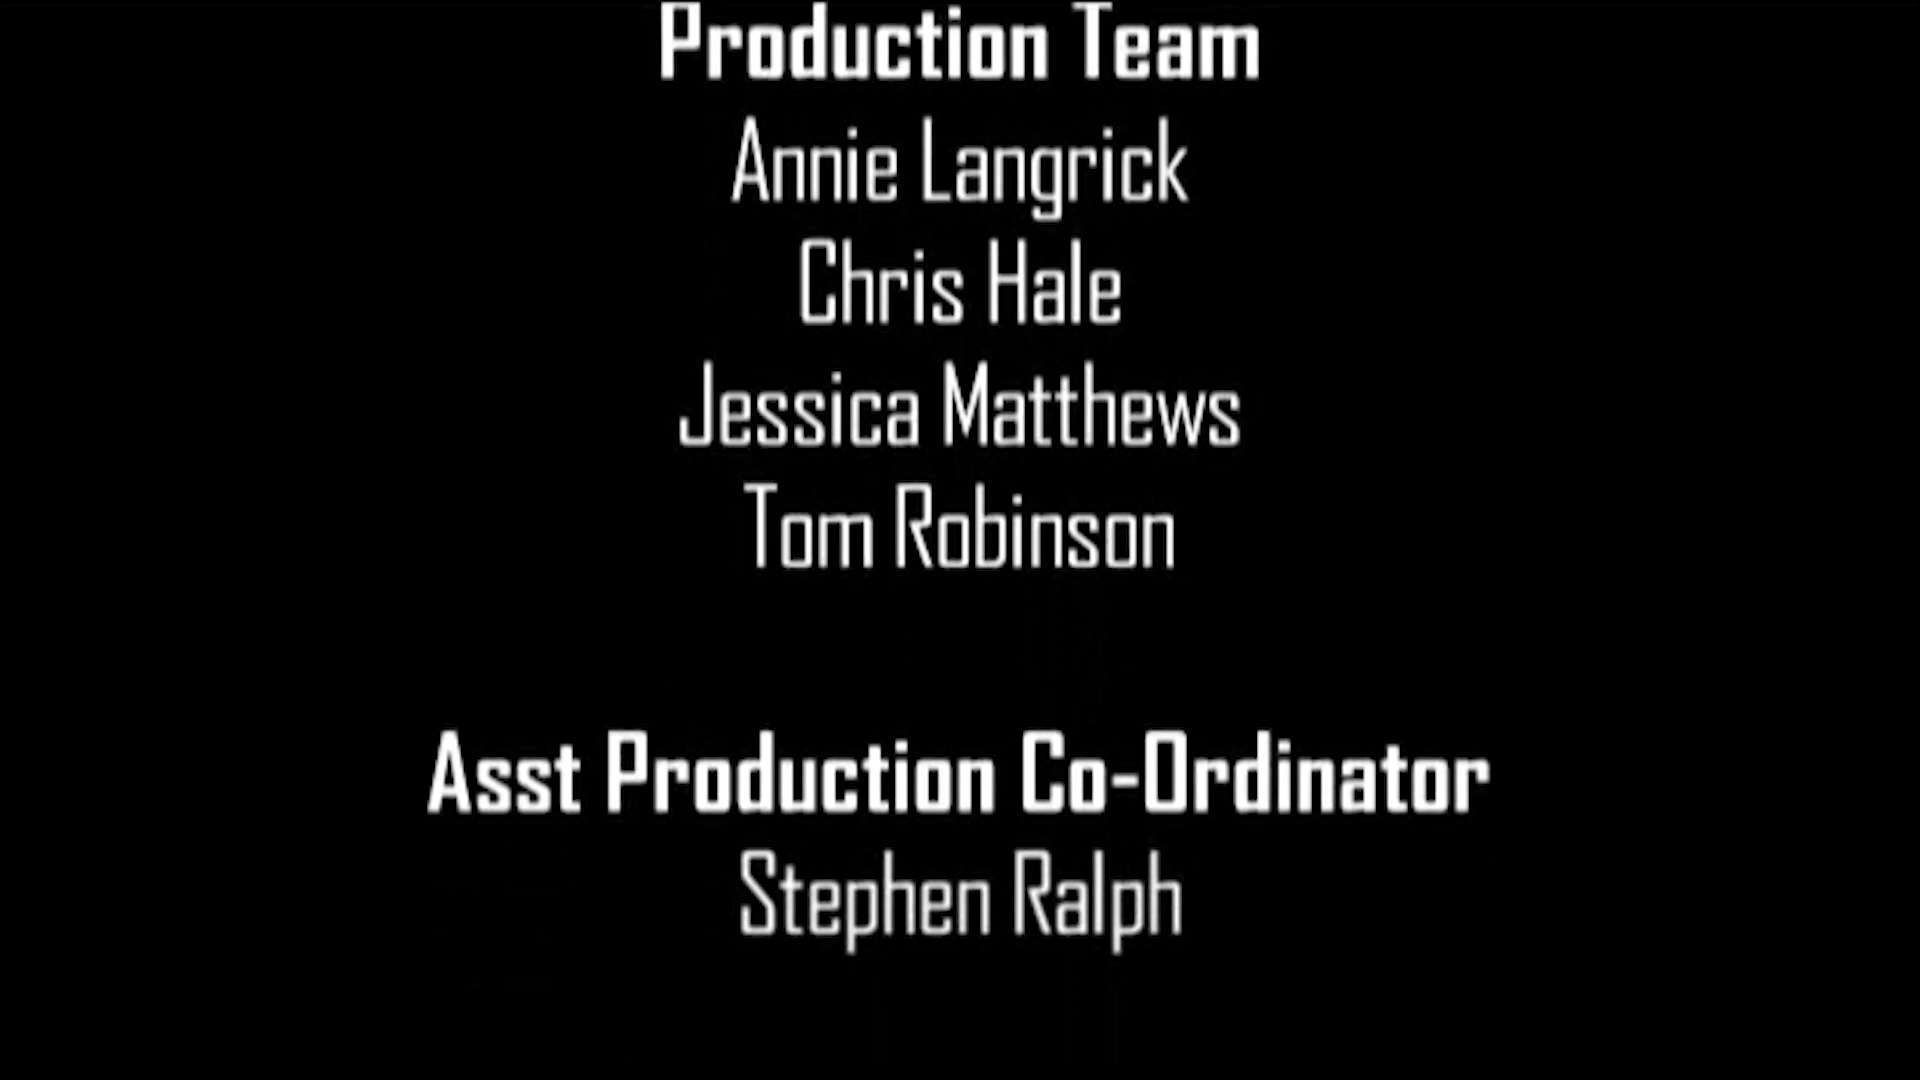 Production Team
Annie Langrick
Chris Hale
Jessica Matthews
Tom Robinson
Asst Production Co-Ordinator
Stephen Ralph